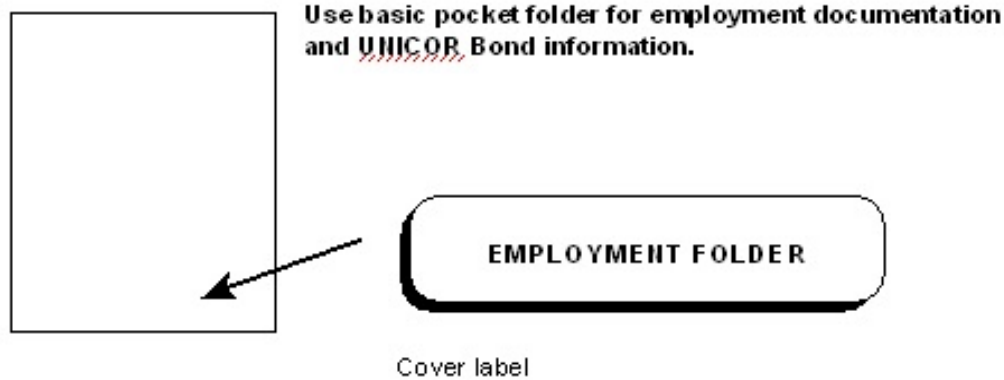 Use basic pocket folder for employment documentation
and UNICOR Bond information.
EMPLOYMENT FOLDER
Cover label